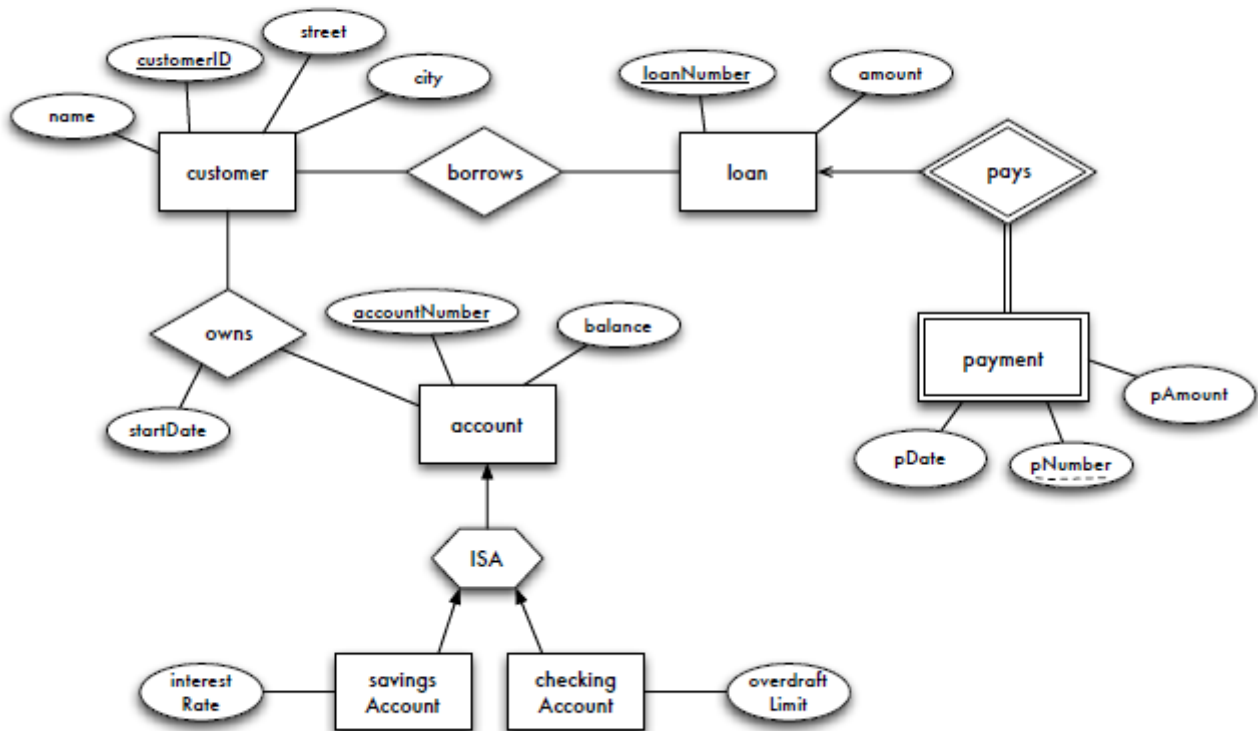 street
customerID
city
name
customer
borrows
loanNumber
amount
loan
pays
owns
startDate
accountNumber
balance
account
payment
pAmount
pDate
pNumber
ISA
interest
Rate
savings
Account
checking
Account
overdraft
Limit